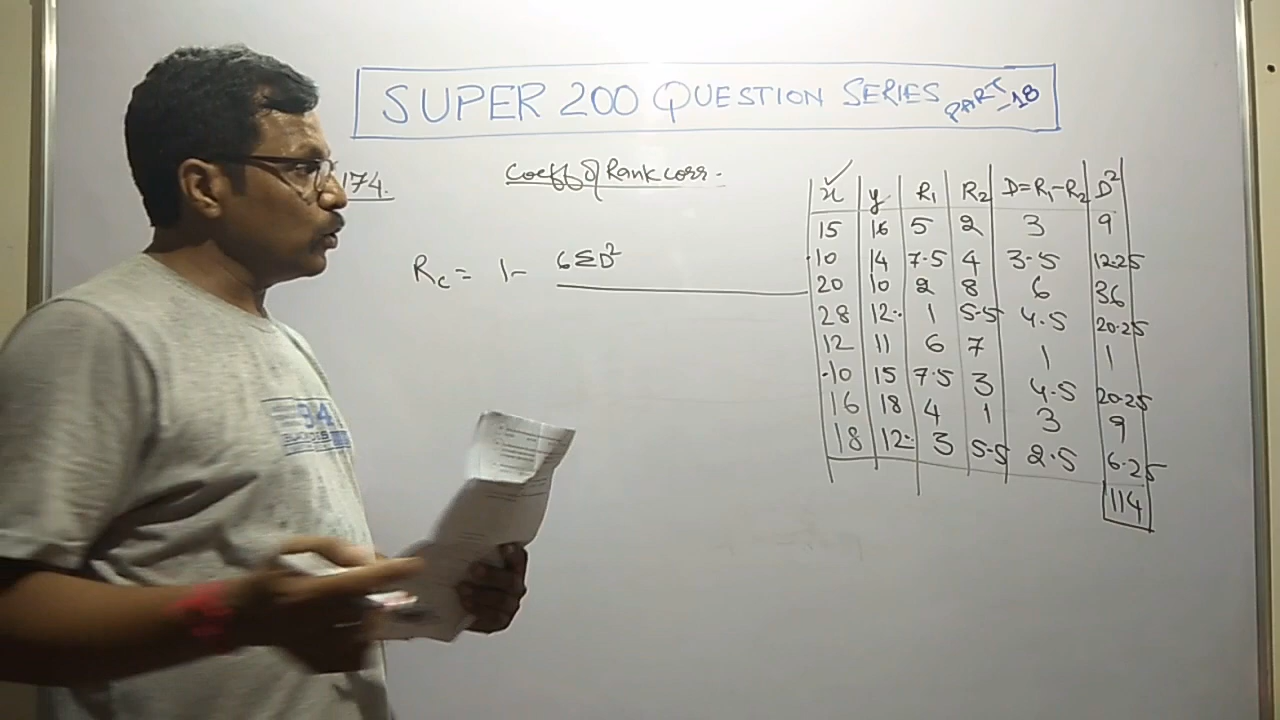 SUPER 200 QUESTION SERIES PART-18
174.
Coeff of Rank corr.
R_c = 1 - 6ΣD²
x y R₁ R₂ D=R₁-R₂ D²
15 16 5 2 3 9
10 14 7.5 4 3.5 12.25
20 10 2 8 6 36
28 12 1 5.5 4.5 20.25
12 11 6 7 1 1
10 15 7.5 3 4.5 20.25
16 18 4 1 3 9
18 12 3 5.5 2.5 6.25
114
94